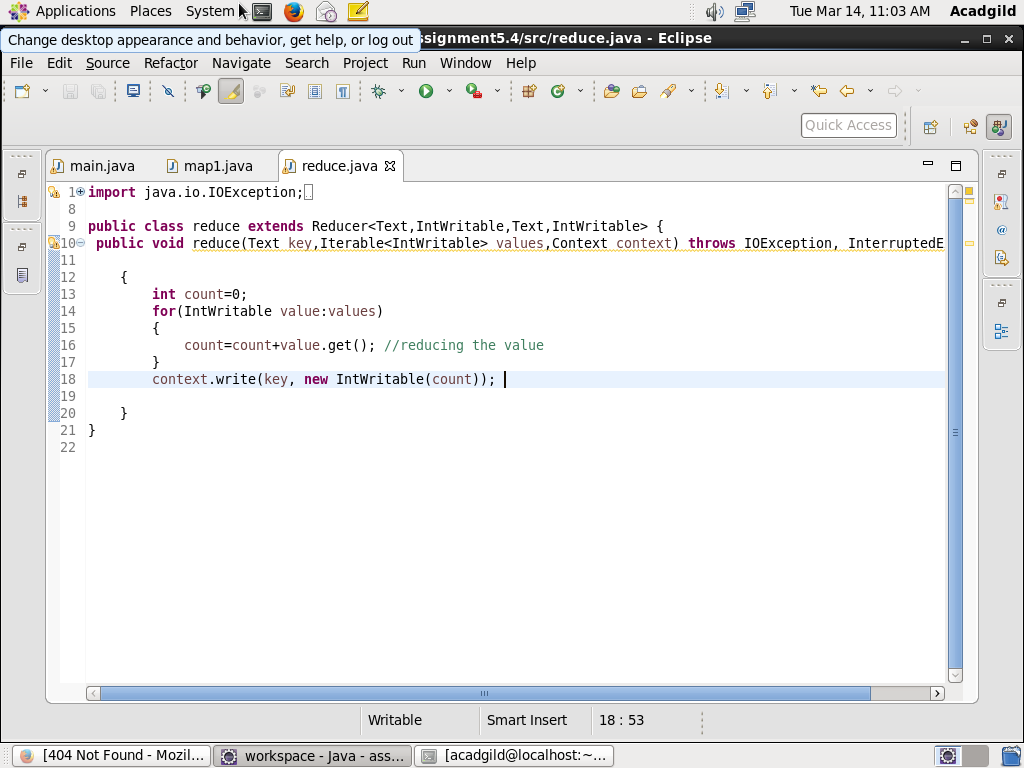 Applications Places System Tue Mar 14, 11:03 AM Acadgild
Change desktop appearance and behavior, get help, or log out
ssignment5.4/src/reduce.java - Eclipse
File Edit Source Refactor Navigate Search Project Run Window Help
Quick Access
main.java map1.java reduce.java
1 import java.io.IOException;
8
9 public class reduce extends Reducer<Text,IntWritable,Text,IntWritable> {
10 public void reduce(Text key,Iterable<IntWritable> values,Context context) throws IOException, InterruptedE
11
12 {
13 int count=0;
14 for(IntWritable value:values)
15 {
16 count=count+value.get(); //reducing the value
17 }
18 context.write(key, new IntWritable(count));
19
20 }
21 }
22
Writable Smart Insert 18 : 53
[404 Not Found - Mozil... workspace - Java - ass... [acadgild@localhost:~...